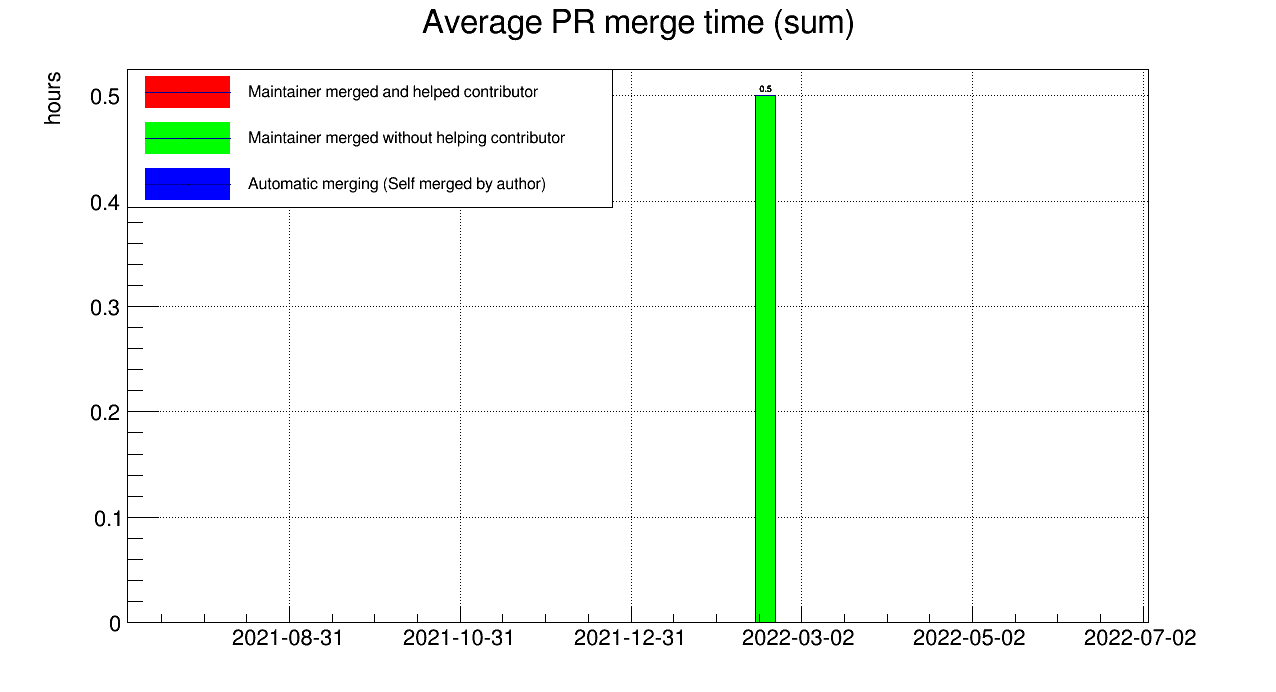 Average PR merge time (sum)
hours
Maintainer merged and helped contributor
Maintainer merged without helping contributor
Automatic merging (Self merged by author)
0.5
0.5
0.4
0.3
0.2
0.1
0
2021-08-31
2021-10-31
2021-12-31
2022-03-02
2022-05-02
2022-07-02